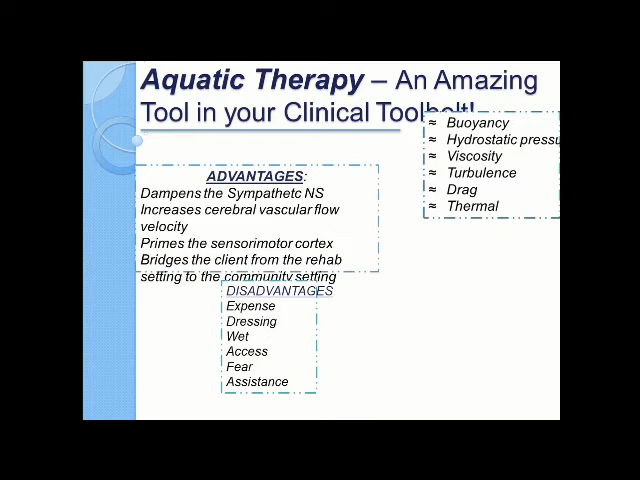 Aquatic Therapy – An Amazing
Tool in your Clinical Toolbelt!
≈ Buoyancy
≈ Hydrostatic pressu
≈ Viscosity
≈ Turbulence
≈ Drag
≈ Thermal
ADVANTAGES:
Dampens the Sympathetc NS
Increases cerebral vascular flow
velocity
Primes the sensorimotor cortex
Bridges the client from the rehab
setting to the community setting
DISADVANTAGES
Expense
Dressing
Wet
Access
Fear
Assistance